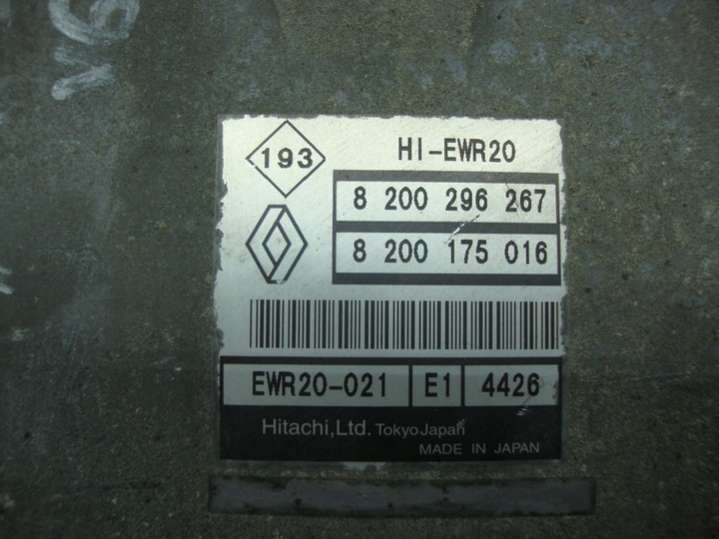 V6
193
HI-EWR20
8 200 296 267
8 200 175 016
EWR20-021 E1 4426
Hitachi,Ltd. Tokyo Japan
MADE IN JAPAN